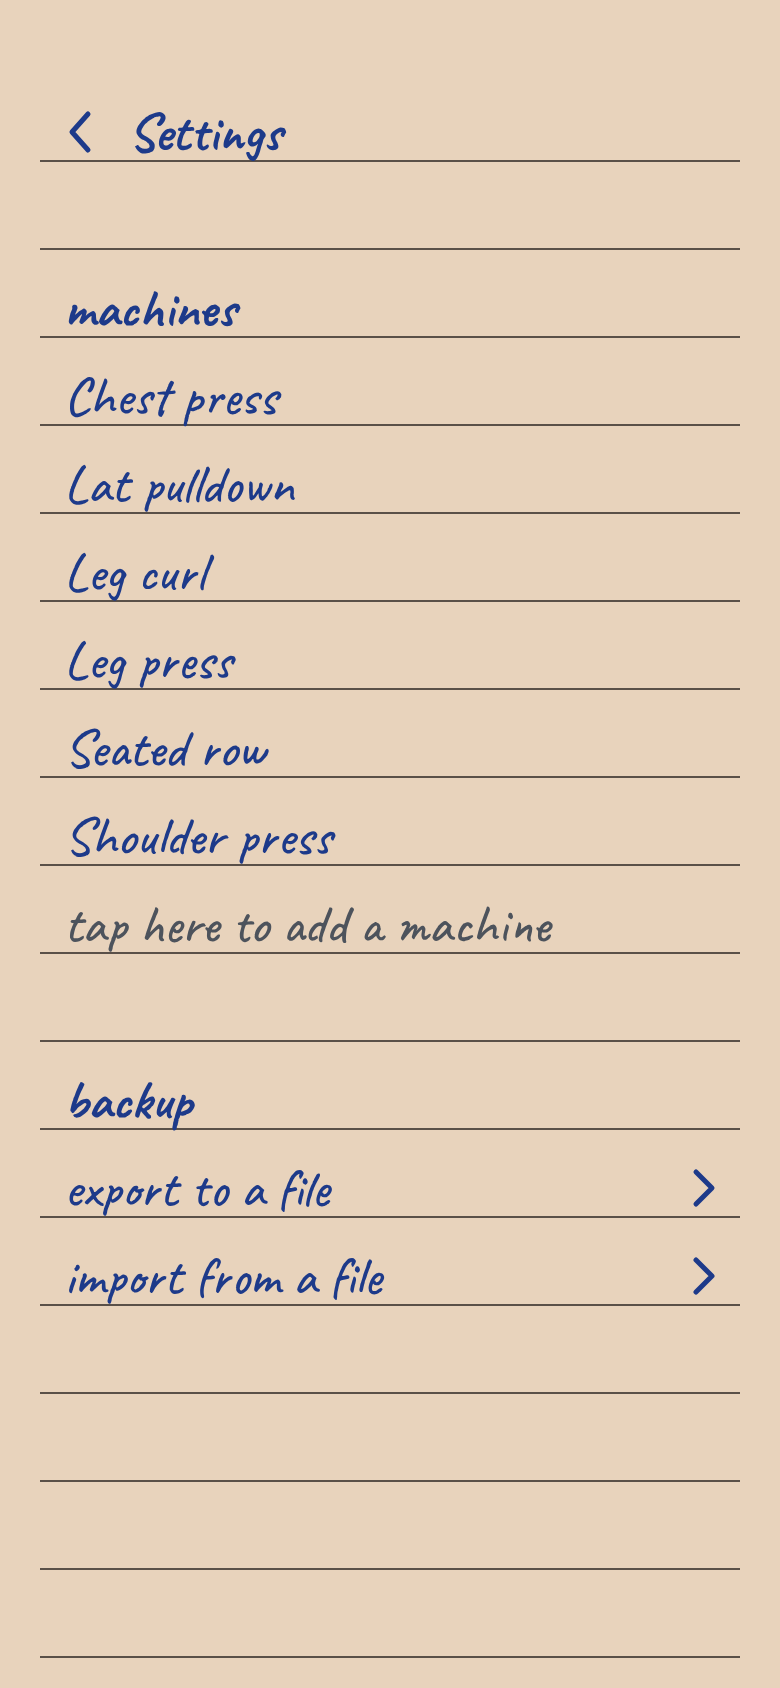 Settings
machines
Chest press
Lat pulldown
Leg curl
Leg press
Seated row
Shoulder press
tap here to add a machine
backup
export to a file
import from a file